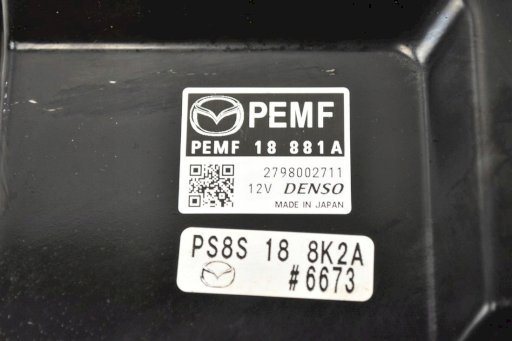 PEMF
PEMF 18 881A
2798002711
12V DENSO
MADE IN JAPAN
PS8S 18 8K2A
#6673